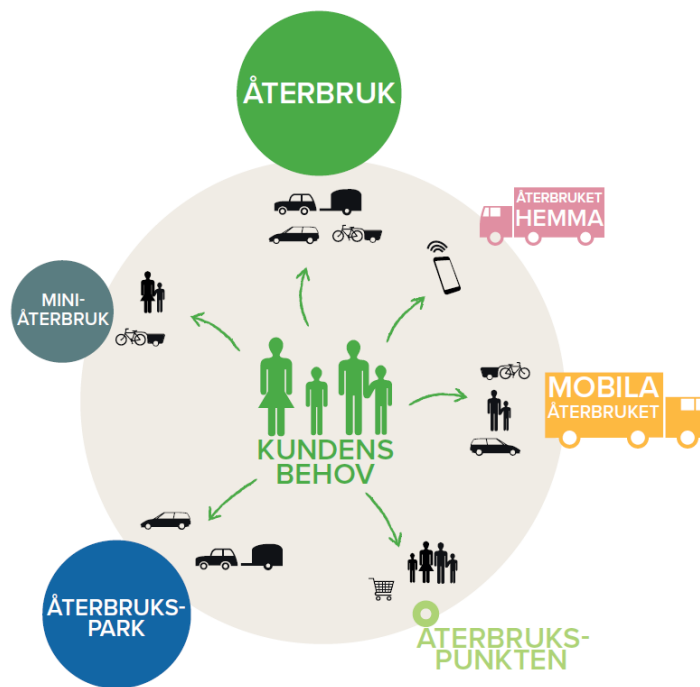 ÅTERBRUK
ÅTERBRUKET
HEMMA
MINI-
ÅTERBRUK
MOBILA
ÅTERBRUKET
KUNDENS
BEHOV
ÅTERBRUKS-
PARK
ÅTERBRUKS-
PUNKTEN